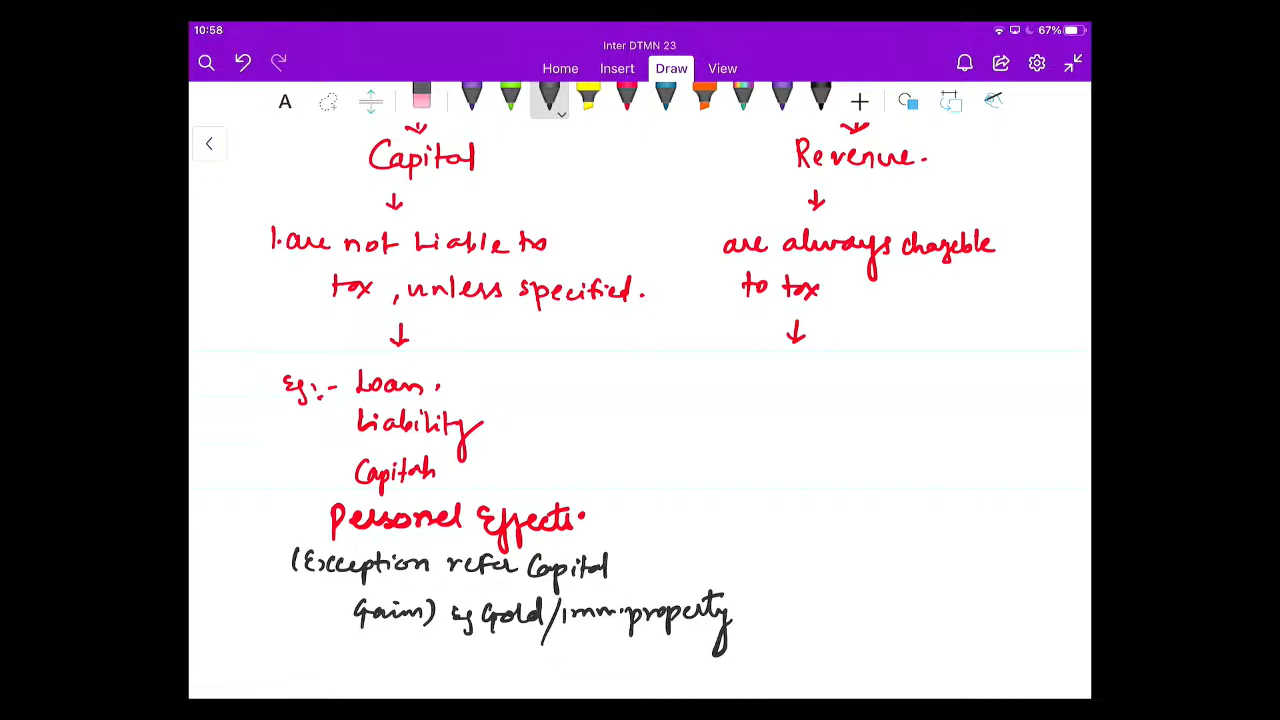 10:58
67%
Inter DTMN 23
Home Insert Draw View
A
Capital
Revenue.
1. are not Liable to
tax, unless specified.
are always chargeble
to tax
Eg:- Loan.
Liability
Capital
Personel Effects.
(Exception refer Capital
Gain) eg Gold/imm.property